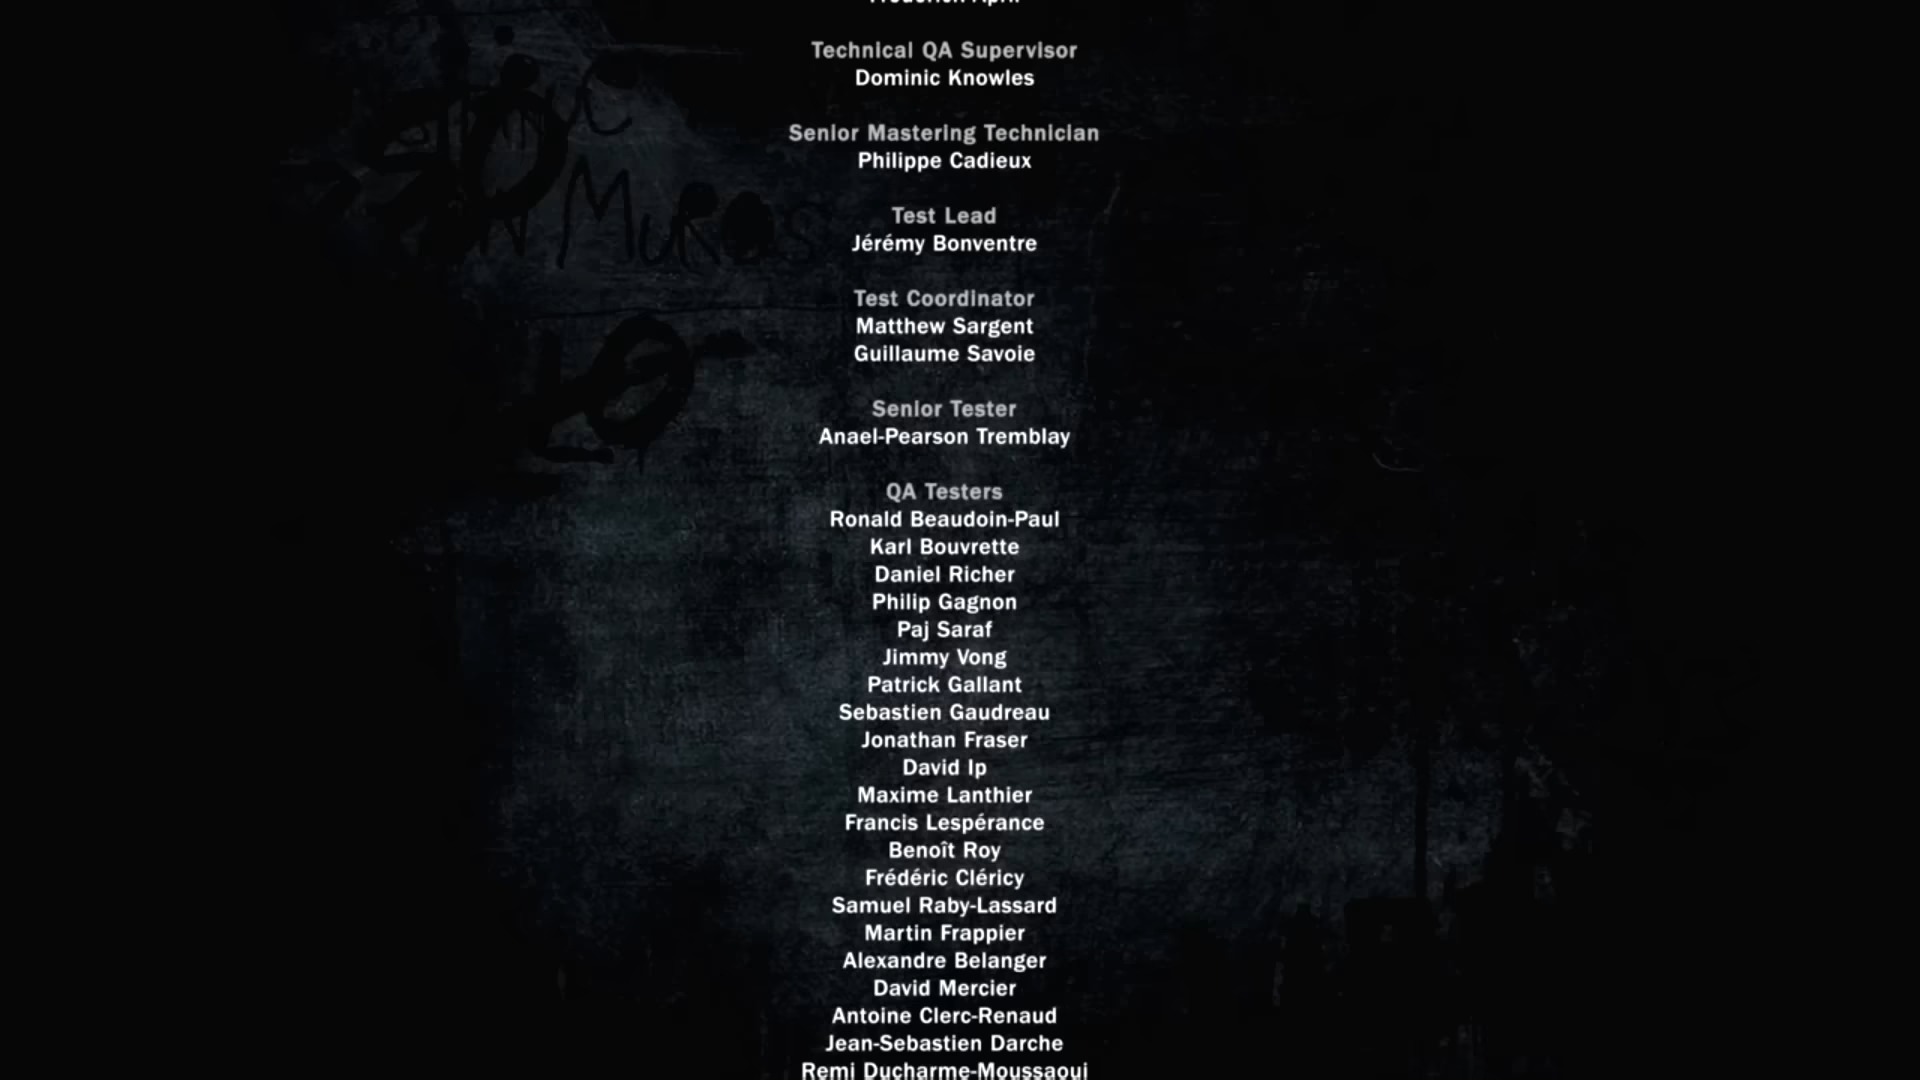 Technical QA Supervisor
Dominic Knowles
Senior Mastering Technician
Philippe Cadieux
Test Lead
Jérémy Bonventre
Test Coordinator
Matthew Sargent
Guillaume Savoie
Senior Tester
Anael-Pearson Tremblay
QA Testers
Ronald Beaudoin-Paul
Karl Bouvrette
Daniel Richer
Philip Gagnon
Paj Saraf
Jimmy Vong
Patrick Gallant
Sebastien Gaudreau
Jonathan Fraser
David Ip
Maxime Lanthier
Francis Lespérance
Benoît Roy
Frédéric Cléricy
Samuel Raby-Lassard
Martin Frappier
Alexandre Belanger
David Mercier
Antoine Clerc-Renaud
Jean-Sebastien Darche
Remi Ducharme-Moussaoui